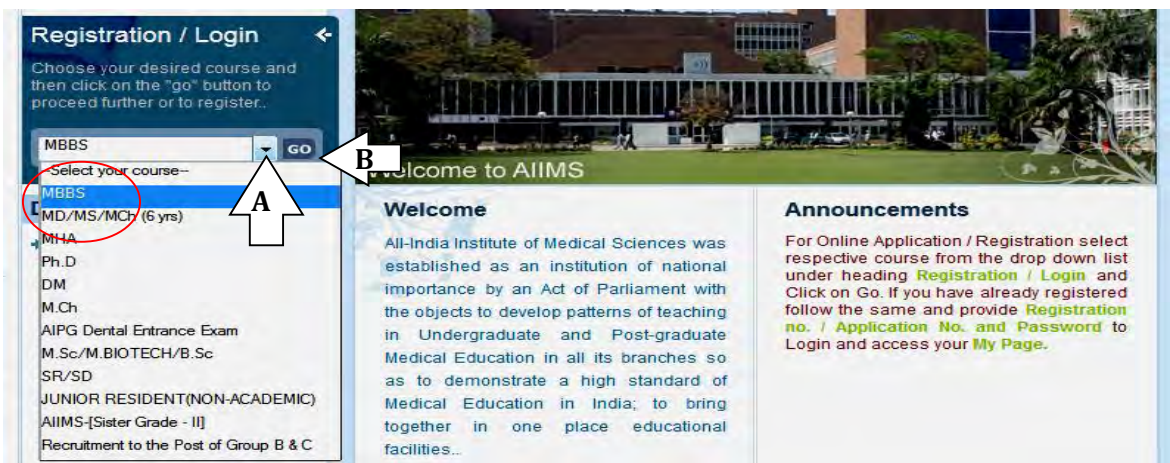 Registration / Login
Choose your desired course and
then click on the "go" button to
proceed further or to register..
MBBS
GO
B
A
-Select your course--
MBBS
MD/MS/MCh (6 yrs)
MHA
Ph.D
DM
M.Ch
AIPG Dental Entrance Exam
M.Sc/M.BIOTECH/B.Sc
SR/SD
JUNIOR RESIDENT(NON-ACADEMIC)
AIIMS-[Sister Grade - II]
Recruitment to the Post of Group B & C
Welcome to AIIMS
Welcome
All-India Institute of Medical Sciences was
established as an institution of national
importance by an Act of Parliament with
the objects to develop patterns of teaching
in Undergraduate and Post-graduate
Medical Education in all its branches so
as to demonstrate a high standard of
Medical Education in India; to bring
together in one place educational
facilities...
Announcements
For Online Application / Registration select
respective course from the drop down list
under heading Registration / Login and
Click on Go. If you have already registered
follow the same and provide Registration
no. / Application No. and Password to
Login and access your My Page.